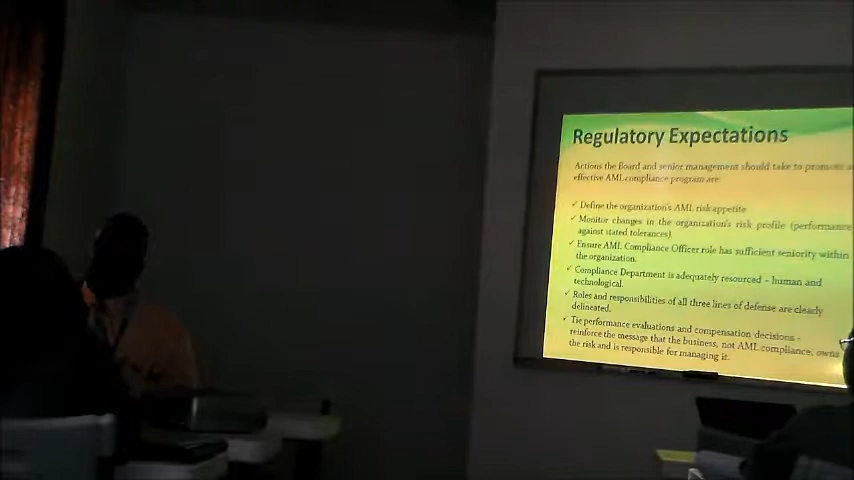 Regulatory Expectations
Actions the Board and senior management should take to promote a
effective AML compliance program are:
✓ Define the organization's AML risk appetite
✓ Monitor changes in the organization's risk profile (performance
against stated tolerances).
✓ Ensure AML Compliance Officer role has sufficient seniority within
the organization.
✓ Compliance Department is adequately resourced – human and
technological.
✓ Roles and responsibilities of all three lines of defense are clearly
delineated.
✓ Tie performance evaluations and compensation decisions -
reinforce the message that the business, not AML compliance, owns
the risk and is responsible for managing it.